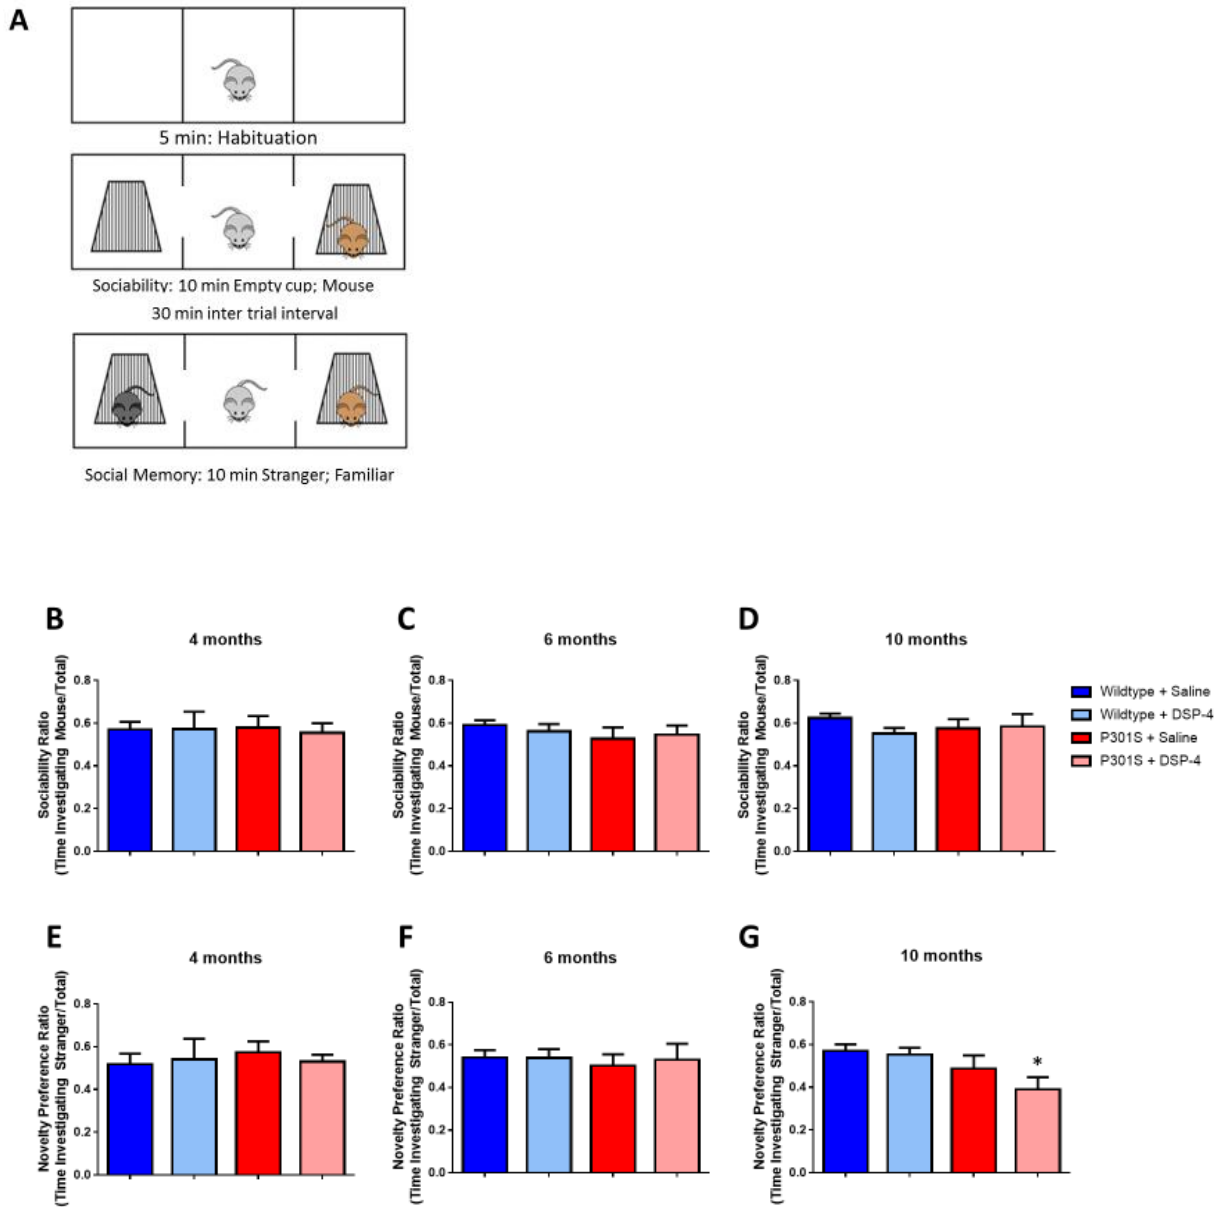 A
5 min: Habituation
Sociability: 10 min Empty cup; Mouse
30 min inter trial interval
Social Memory: 10 min Stranger; Familiar
B
4 months
Sociability Ratio
(Time Investigating Mouse/Total)
0.8
0.6
0.4
0.2
0.0
C
6 months
Sociability Ratio
(Time Investigating Mouse/Total)
0.8
0.6
0.4
0.2
0.0
D
10 months
Sociability Ratio
(Time Investigating Mouse/Total)
0.8
0.6
0.4
0.2
0.0
Wildtype + Saline
Wildtype + DSP-4
P301S + Saline
P301S + DSP-4
E
4 months
Novelty Preference Ratio
(Time Investigating Stranger/Total)
0.8
0.6
0.4
0.2
0.0
F
6 months
Novelty Preference Ratio
(Time Investigating Stranger/Total)
0.8
0.6
0.4
0.2
0.0
G
10 months
Novelty Preference Ratio
(Time Investigating Stranger/Total)
0.8
0.6
0.4
0.2
0.0
*